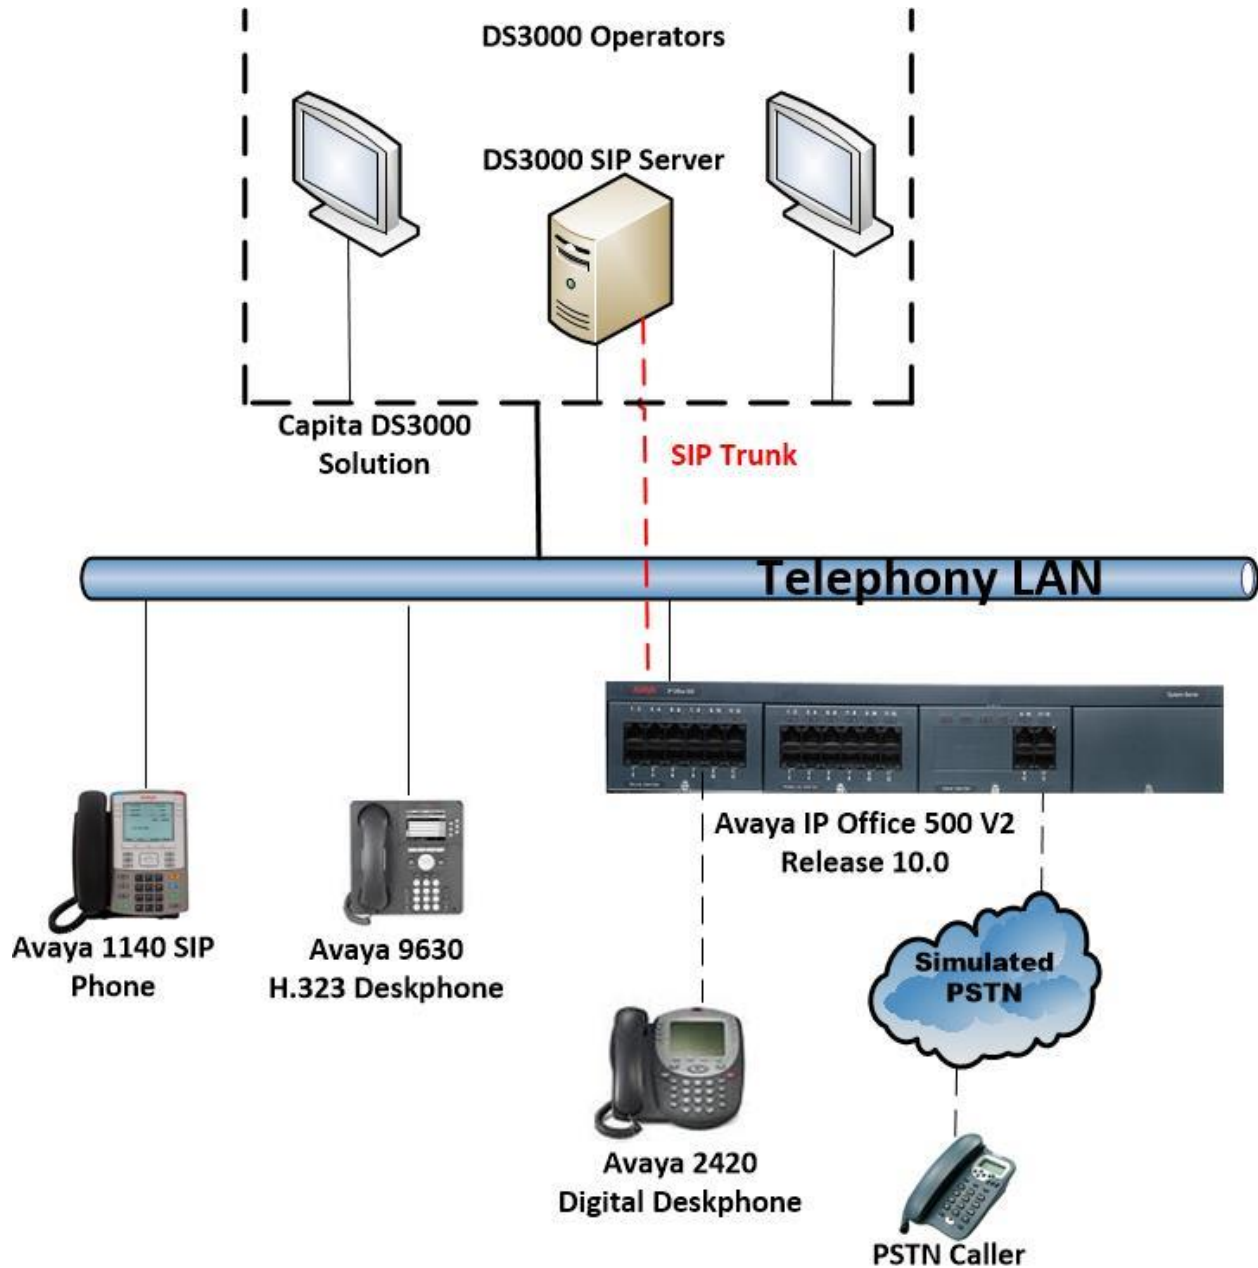 DS3000 Operators
DS3000 SIP Server
Capita DS3000
Solution
SIP Trunk
Telephony LAN
AVAYA
Avaya IP Office 500 V2
Release 10.0
Avaya 1140 SIP
Phone
Avaya 9630
H.323 Deskphone
Simulated
PSTN
Avaya 2420
Digital Deskphone
PSTN Caller